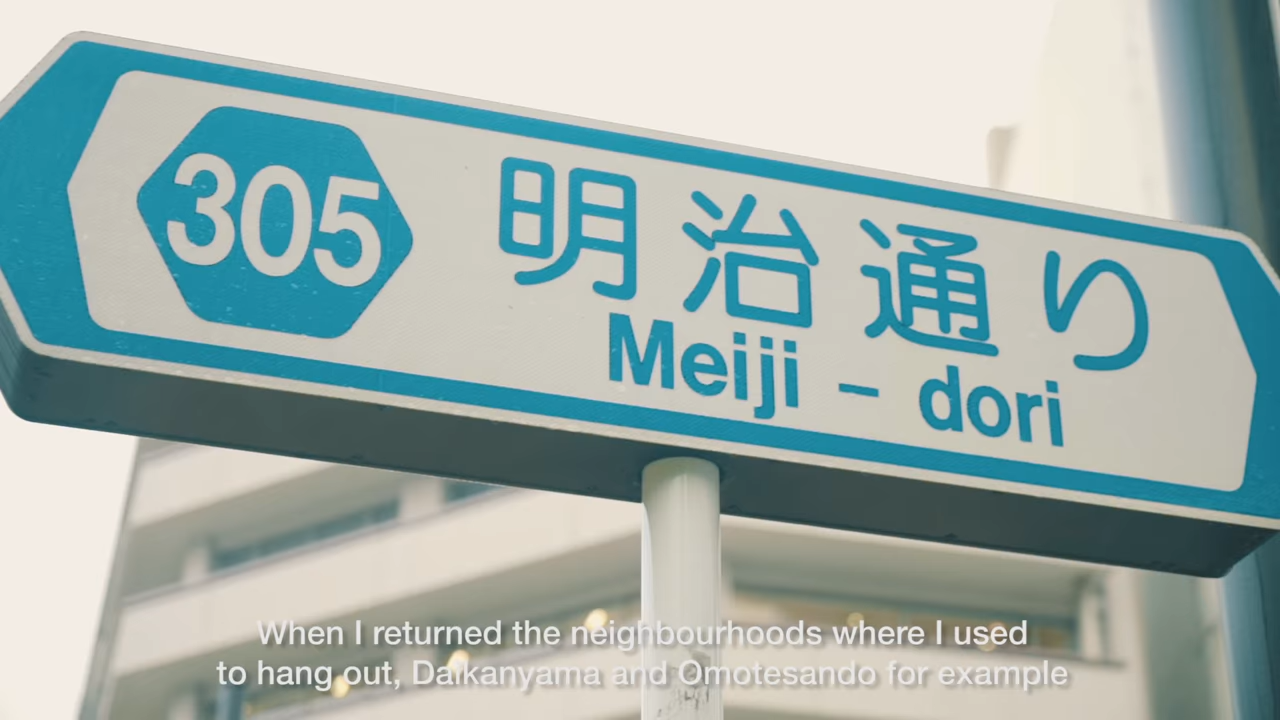 305
明治通り
Meiji - dori
When I returned the neighbourhoods where I used
to hang out, Daikanyama and Omotesando for example